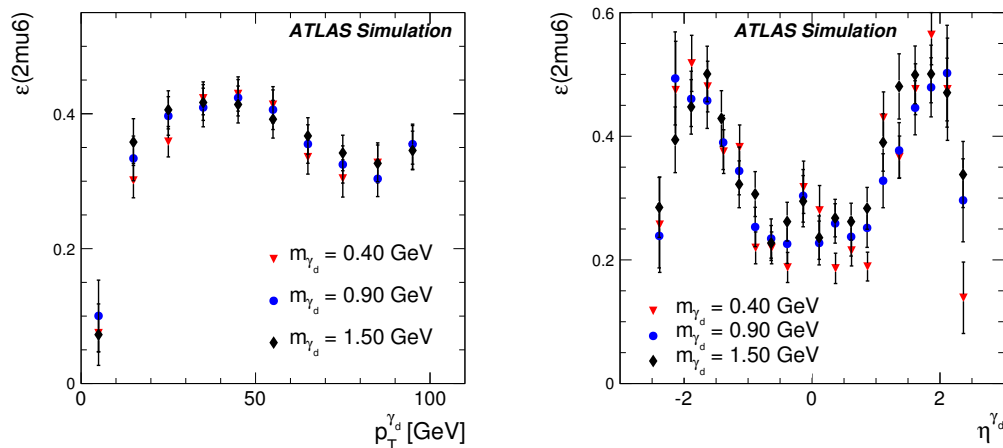 ε(2mu6)
ATLAS Simulation
0.4
0.2
0
m_γd = 0.40 GeV
m_γd = 0.90 GeV
m_γd = 1.50 GeV
0 50 100
p_T^γd [GeV]
ε(2mu6)
ATLAS Simulation
0.6
0.4
0.2
0
m_γd = 0.40 GeV
m_γd = 0.90 GeV
m_γd = 1.50 GeV
-2 0 2
η^γd